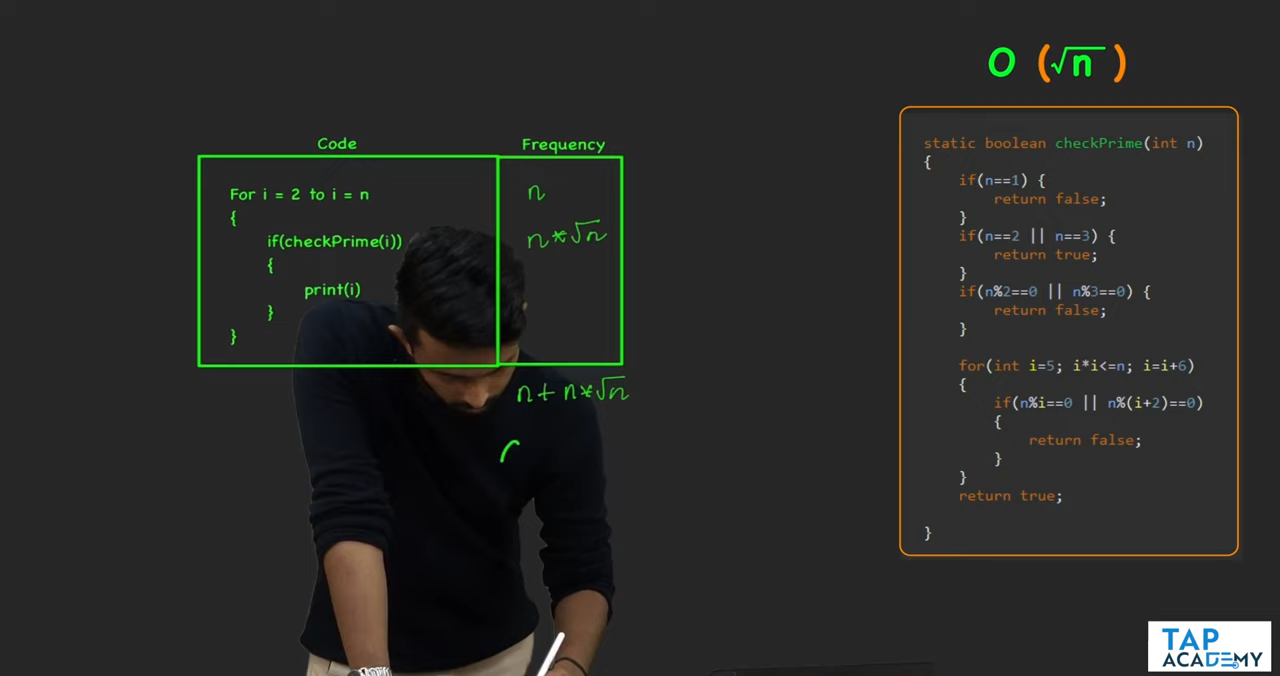 O (√n)
Code
Frequency
For i = 2 to i = n
n
{
if(checkPrime(i))
n*√n
{
print(i)
}
}
n + n*√n
static boolean checkPrime(int n)
{
if(n==1) {
return false;
}
if(n==2 || n==3) {
return true;
}
if(n%2==0 || n%3==0) {
return false;
}
for(int i=5; i*i<=n; i=i+6)
{
if(n%i==0 || n%(i+2)==0)
{
return false;
}
}
return true;
}
TAP
ACADEMY